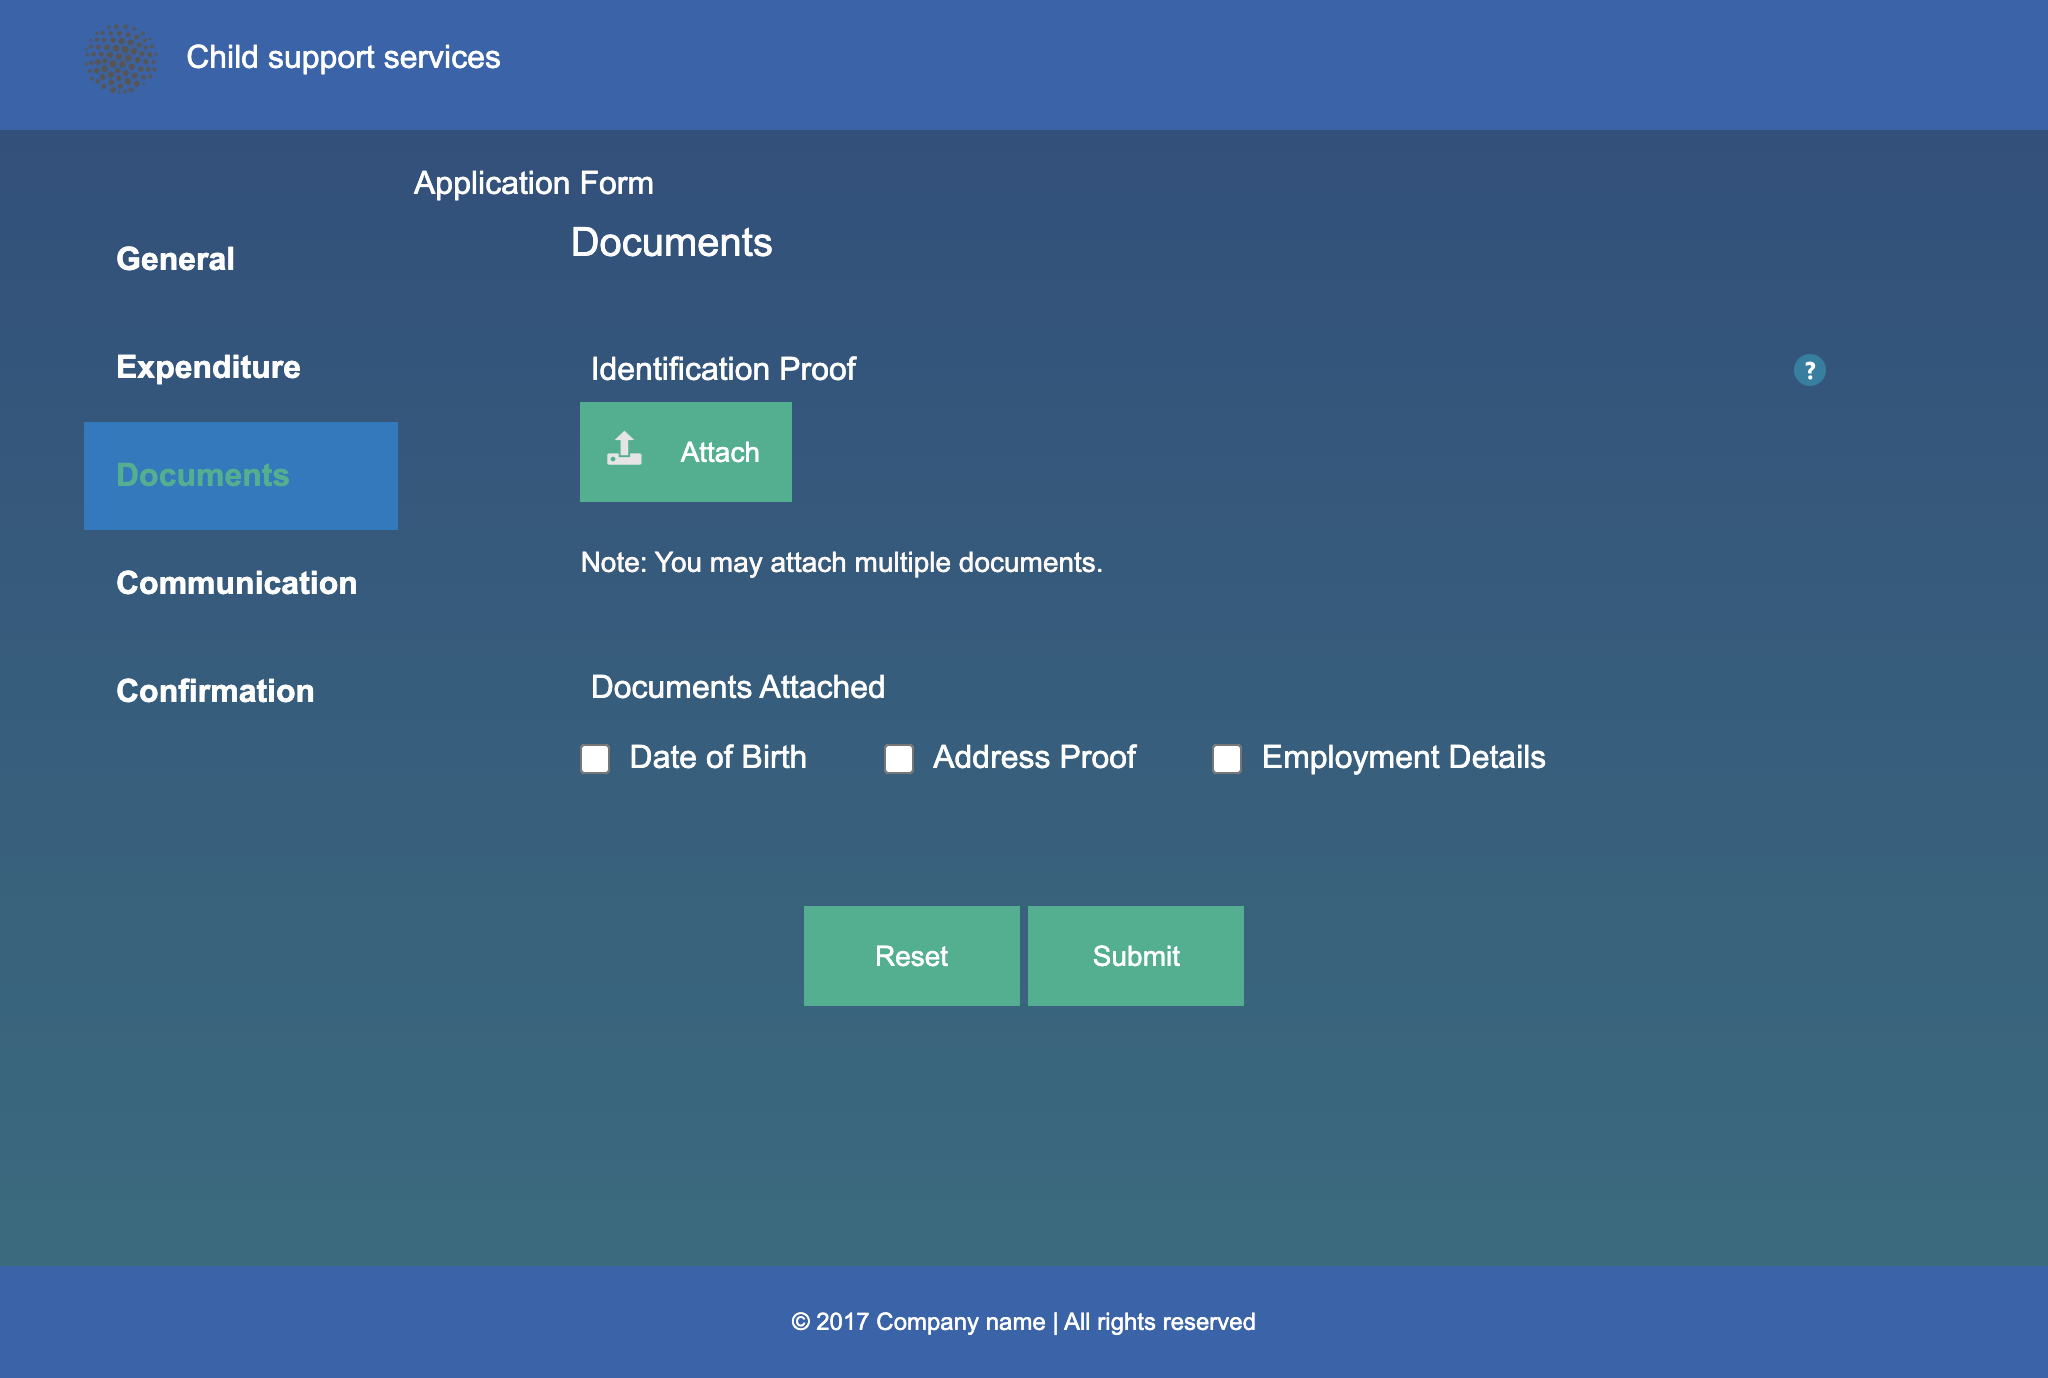 Child support services
Application Form
General
Expenditure
Documents
Communication
Confirmation
Documents
Identification Proof
?
Attach
Note: You may attach multiple documents.
Documents Attached
Date of Birth Address Proof Employment Details
Reset Submit
© 2017 Company name | All rights reserved